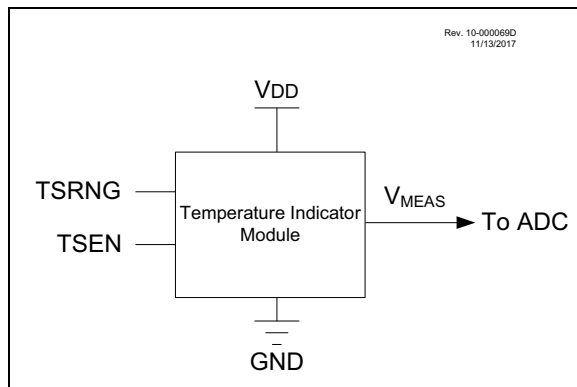 Rev. 10-000069D
11/13/2017
VDD
TSRNG
TSEN
Temperature Indicator
Module
VMEAS
To ADC
GND